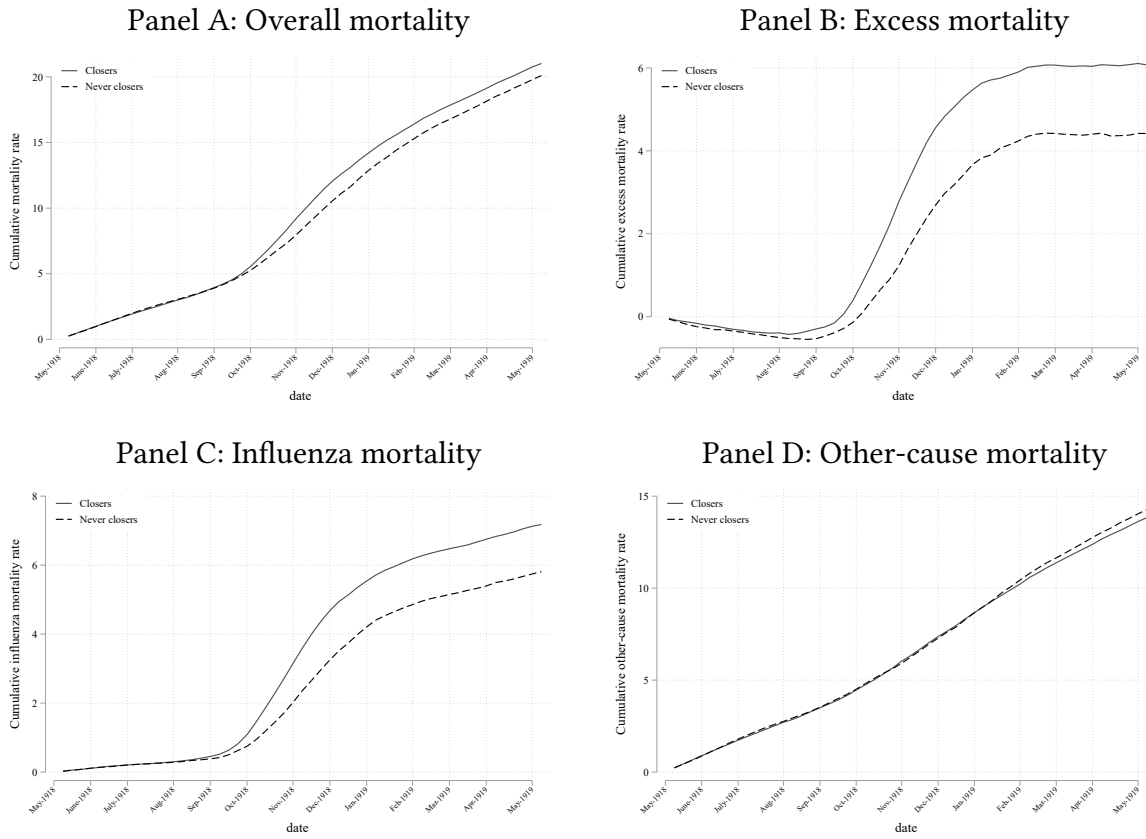 Panel A: Overall mortality
Closers
Never closers
Cumulative mortality rate
20
15
10
5
0
May-1918
June-1918
July-1918
Aug-1918
Sep-1918
Oct-1918
Nov-1918
Dec-1918
Jan-1919
Feb-1919
Mar-1919
Apr-1919
May-1919
date
Panel B: Excess mortality
Closers
Never closers
Cumulative excess mortality rate
6
4
2
0
May-1918
June-1918
July-1918
Aug-1918
Sep-1918
Oct-1918
Nov-1918
Dec-1918
Jan-1919
Feb-1919
Mar-1919
Apr-1919
May-1919
date
Panel C: Influenza mortality
Closers
Never closers
Cumulative influenza mortality rate
8
6
4
2
0
May-1918
June-1918
July-1918
Aug-1918
Sep-1918
Oct-1918
Nov-1918
Dec-1918
Jan-1919
Feb-1919
Mar-1919
Apr-1919
May-1919
date
Panel D: Other-cause mortality
Closers
Never closers
Cumulative other-cause mortality rate
15
10
5
0
May-1918
June-1918
July-1918
Aug-1918
Sep-1918
Oct-1918
Nov-1918
Dec-1918
Jan-1919
Feb-1919
Mar-1919
Apr-1919
May-1919
date